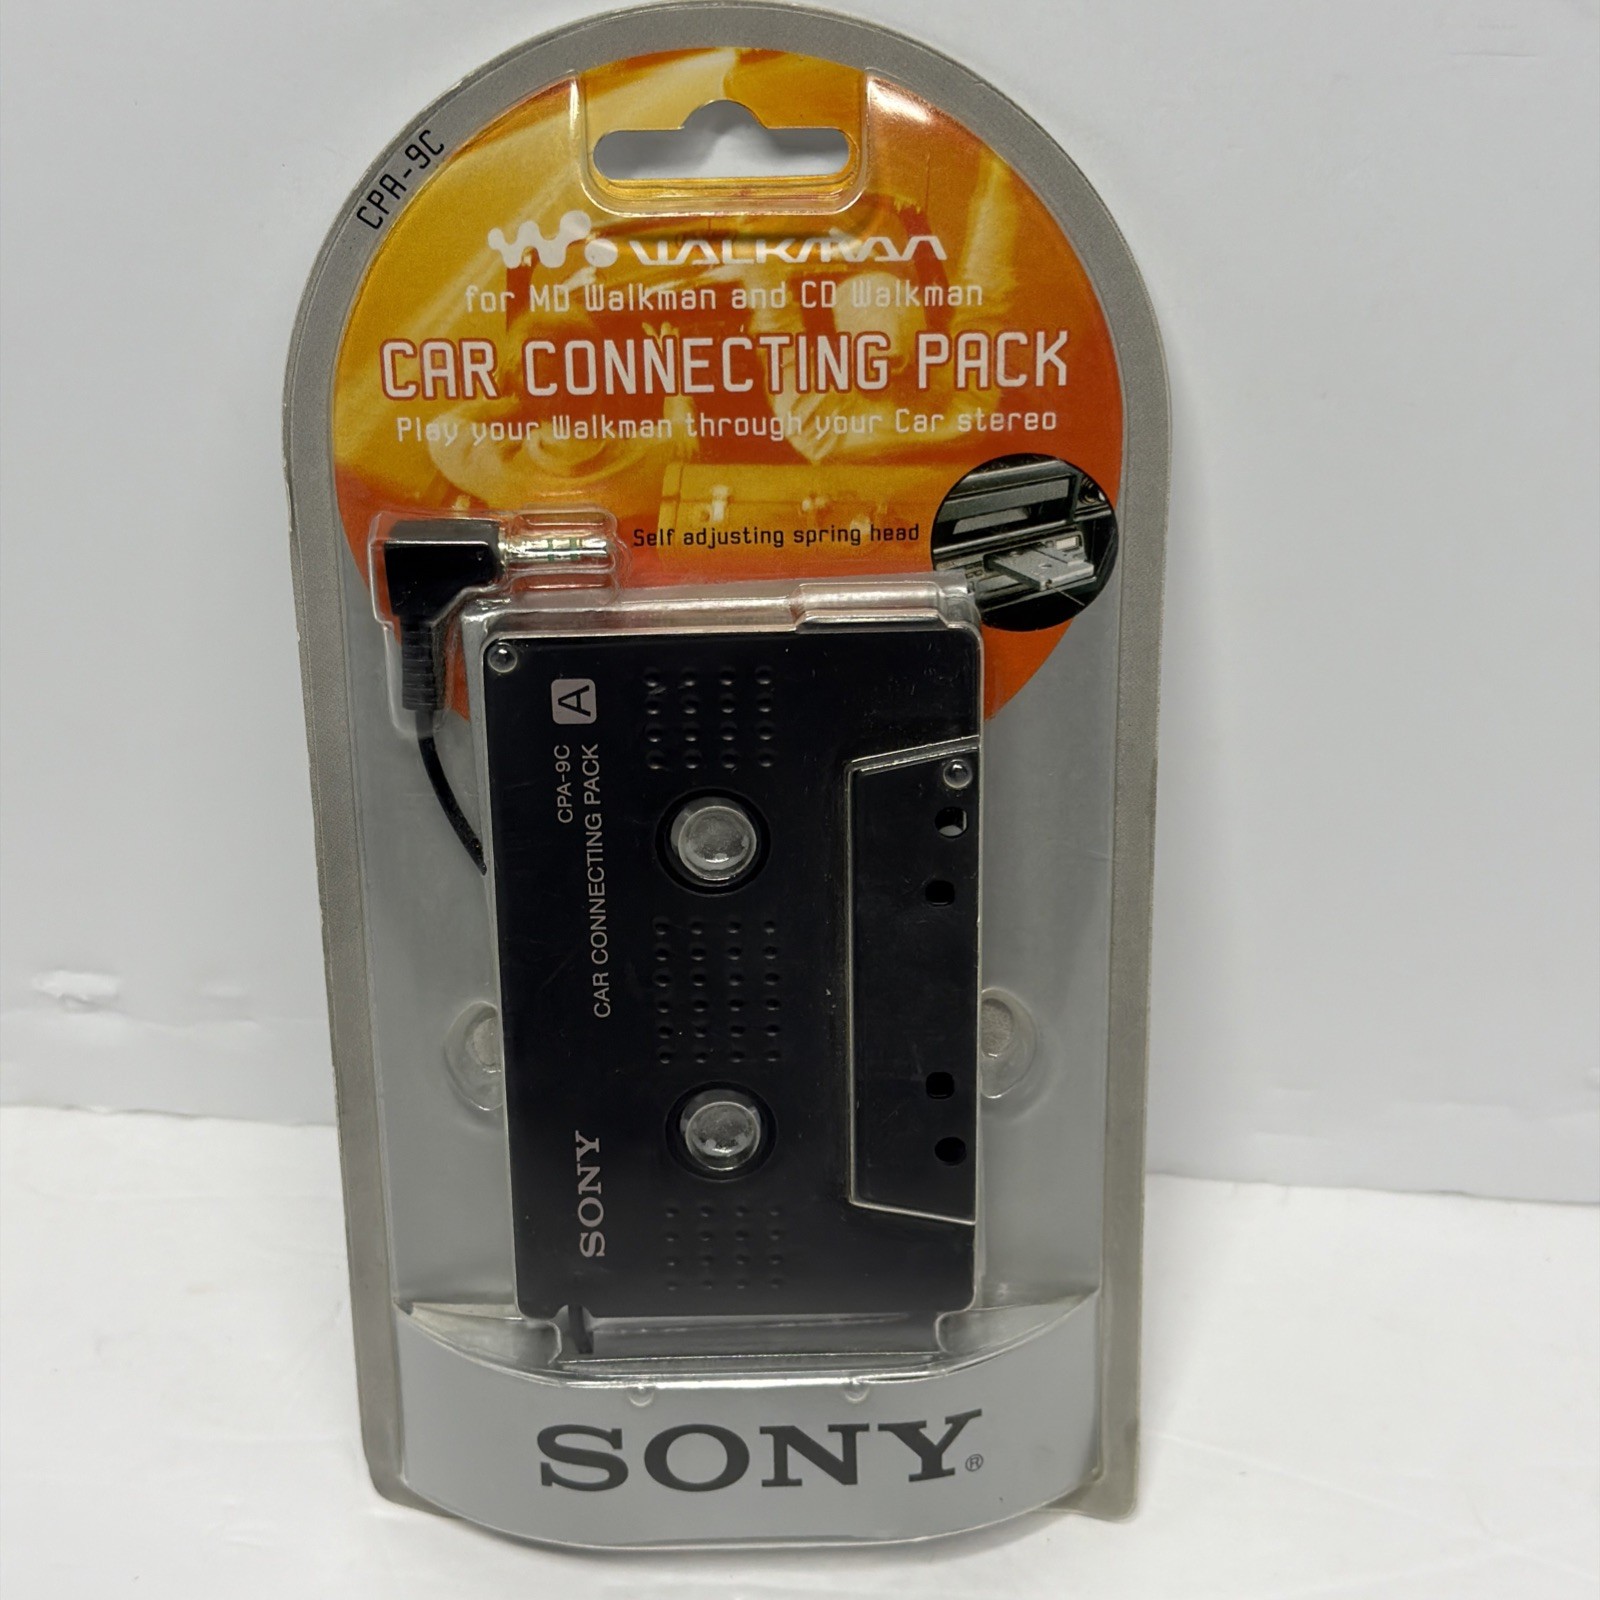 CPA-9C
WALKMAN
for MD Walkman and CD Walkman
CAR CONNECTING PACK
Play your Walkman through your Car stereo
Self adjusting spring head
A
CPA-9C
CAR CONNECTING PACK
SONY
SONY®